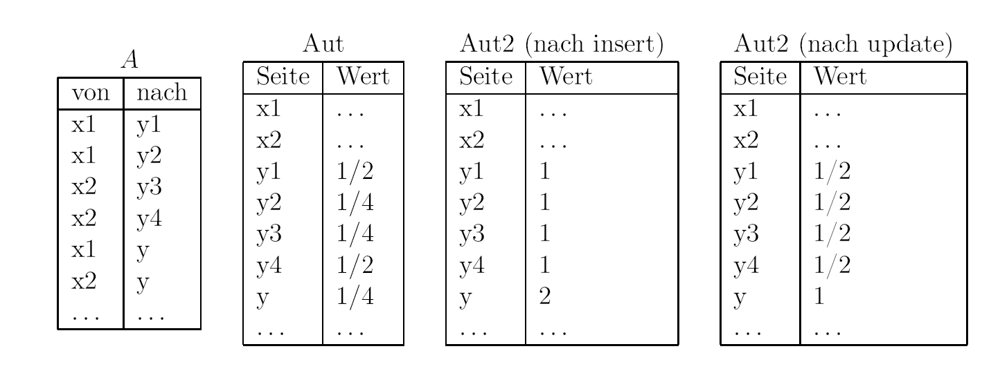 A
von nach
x1 y1
x1 y2
x2 y3
x2 y4
x1 y
x2 y
... ...
Aut
Seite Wert
x1 ...
x2 ...
y1 1/2
y2 1/4
y3 1/4
y4 1/2
y 1/4
... ...
Aut2 (nach insert)
Seite Wert
x1 ...
x2 ...
y1 1
y2 1
y3 1
y4 1
y 2
... ...
Aut2 (nach update)
Seite Wert
x1 ...
x2 ...
y1 1/2
y2 1/2
y3 1/2
y4 1/2
y 1
... ...